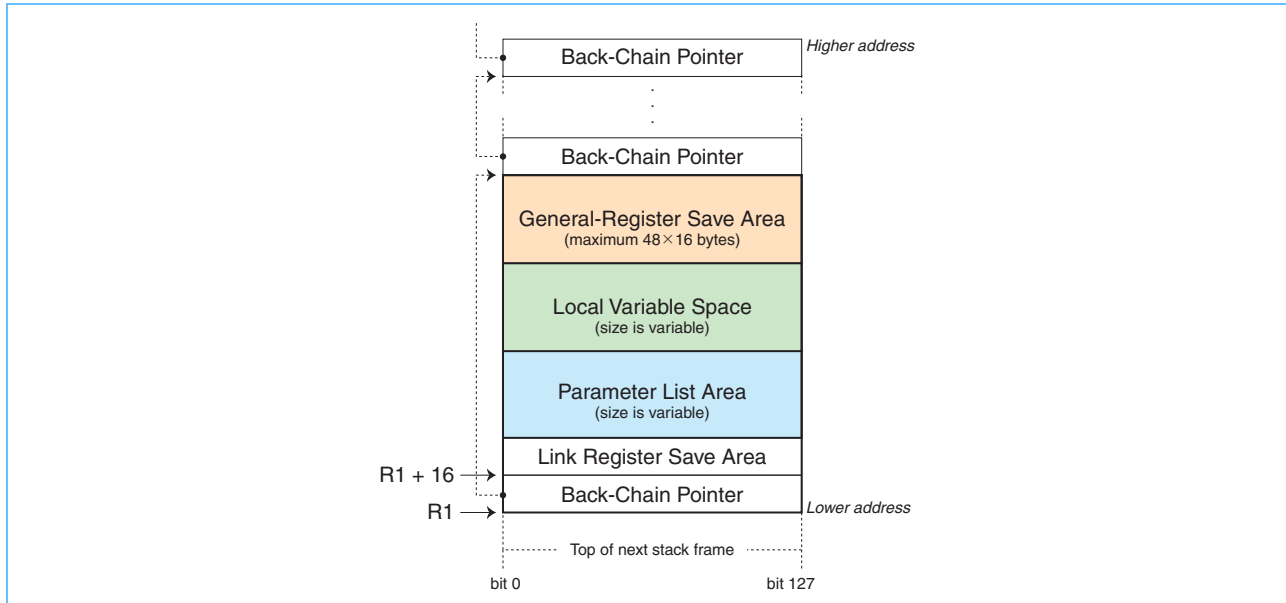 Higher address
Back-Chain Pointer
.
.
.
Back-Chain Pointer
General-Register Save Area
(maximum 48×16 bytes)
Local Variable Space
(size is variable)
Parameter List Area
(size is variable)
Link Register Save Area
R1 + 16
Back-Chain Pointer
R1
Lower address
Top of next stack frame
bit 0
bit 127